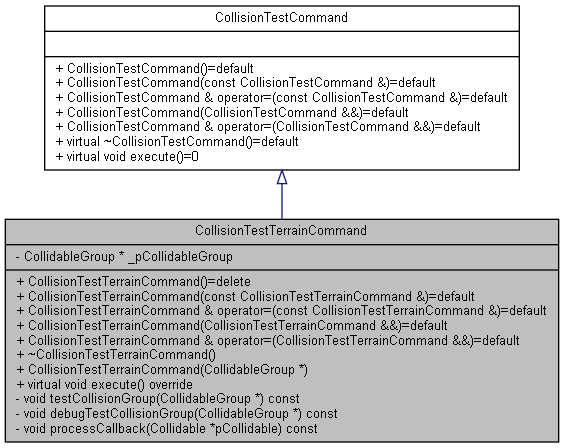 CollisionTestCommand
+ CollisionTestCommand()=default
+ CollisionTestCommand(const CollisionTestCommand &)=default
+ CollisionTestCommand & operator=(const CollisionTestCommand &)=default
+ CollisionTestCommand(CollisionTestCommand &&)=default
+ CollisionTestCommand & operator=(CollisionTestCommand &&)=default
+ virtual ~CollisionTestCommand()=default
+ virtual void execute()=0
CollisionTestTerrainCommand
- CollidableGroup * _pCollidableGroup
+ CollisionTestTerrainCommand()=delete
+ CollisionTestTerrainCommand(const CollisionTestTerrainCommand &)=default
+ CollisionTestTerrainCommand & operator=(const CollisionTestTerrainCommand &)=default
+ CollisionTestTerrainCommand(CollisionTestTerrainCommand &&)=default
+ CollisionTestTerrainCommand & operator=(CollisionTestTerrainCommand &&)=default
+ ~CollisionTestTerrainCommand()
+ CollisionTestTerrainCommand(CollidableGroup *)
+ virtual void execute() override
- void testCollisionGroup(CollidableGroup *) const
- void debugTestCollisionGroup(CollidableGroup *) const
- void processCallback(Collidable *pCollidable) const